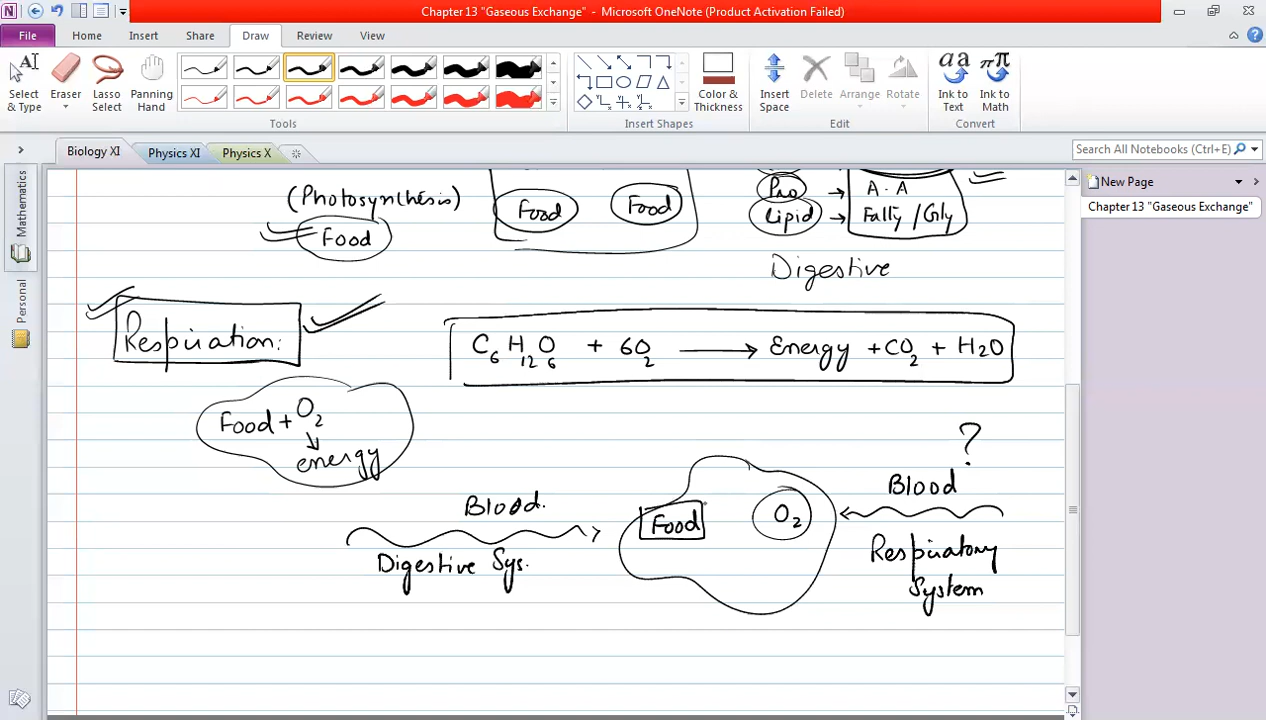 Chapter 13 "Gaseous Exchange" - Microsoft OneNote (Product Activation Failed)
File Home Insert Share Draw Review View
Select & Type
Eraser
Lasso Select
Panning Hand
Color & Thickness
Insert Space
Delete
Arrange
Rotate
Ink to Text
Ink to Math
Tools Insert Shapes Edit Convert
Biology XI Physics XI Physics X
Search All Notebooks (Ctrl+E)
New Page
Chapter 13 "Gaseous Exchange"
Mathematics
Personal
(Photosynthesis)
Food
Food Food
Pro → A.A
Lipid → Fatty/Gly
Digestive
Respiration:
C6H12O6 + 6O2 → Energy + CO2 + H2O
Food + O2
↓
energy
?
Blood.
Digestive Sys.
Food O2
Blood
Respiratory
System